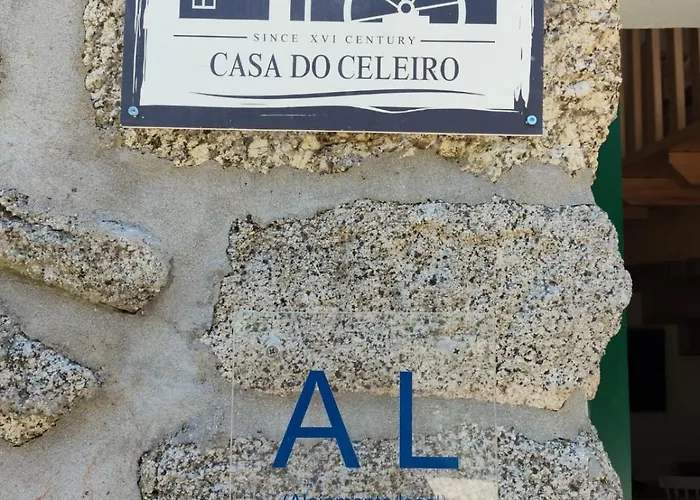 SINCE XVI CENTURY
CASA DO CELEIRO
AL